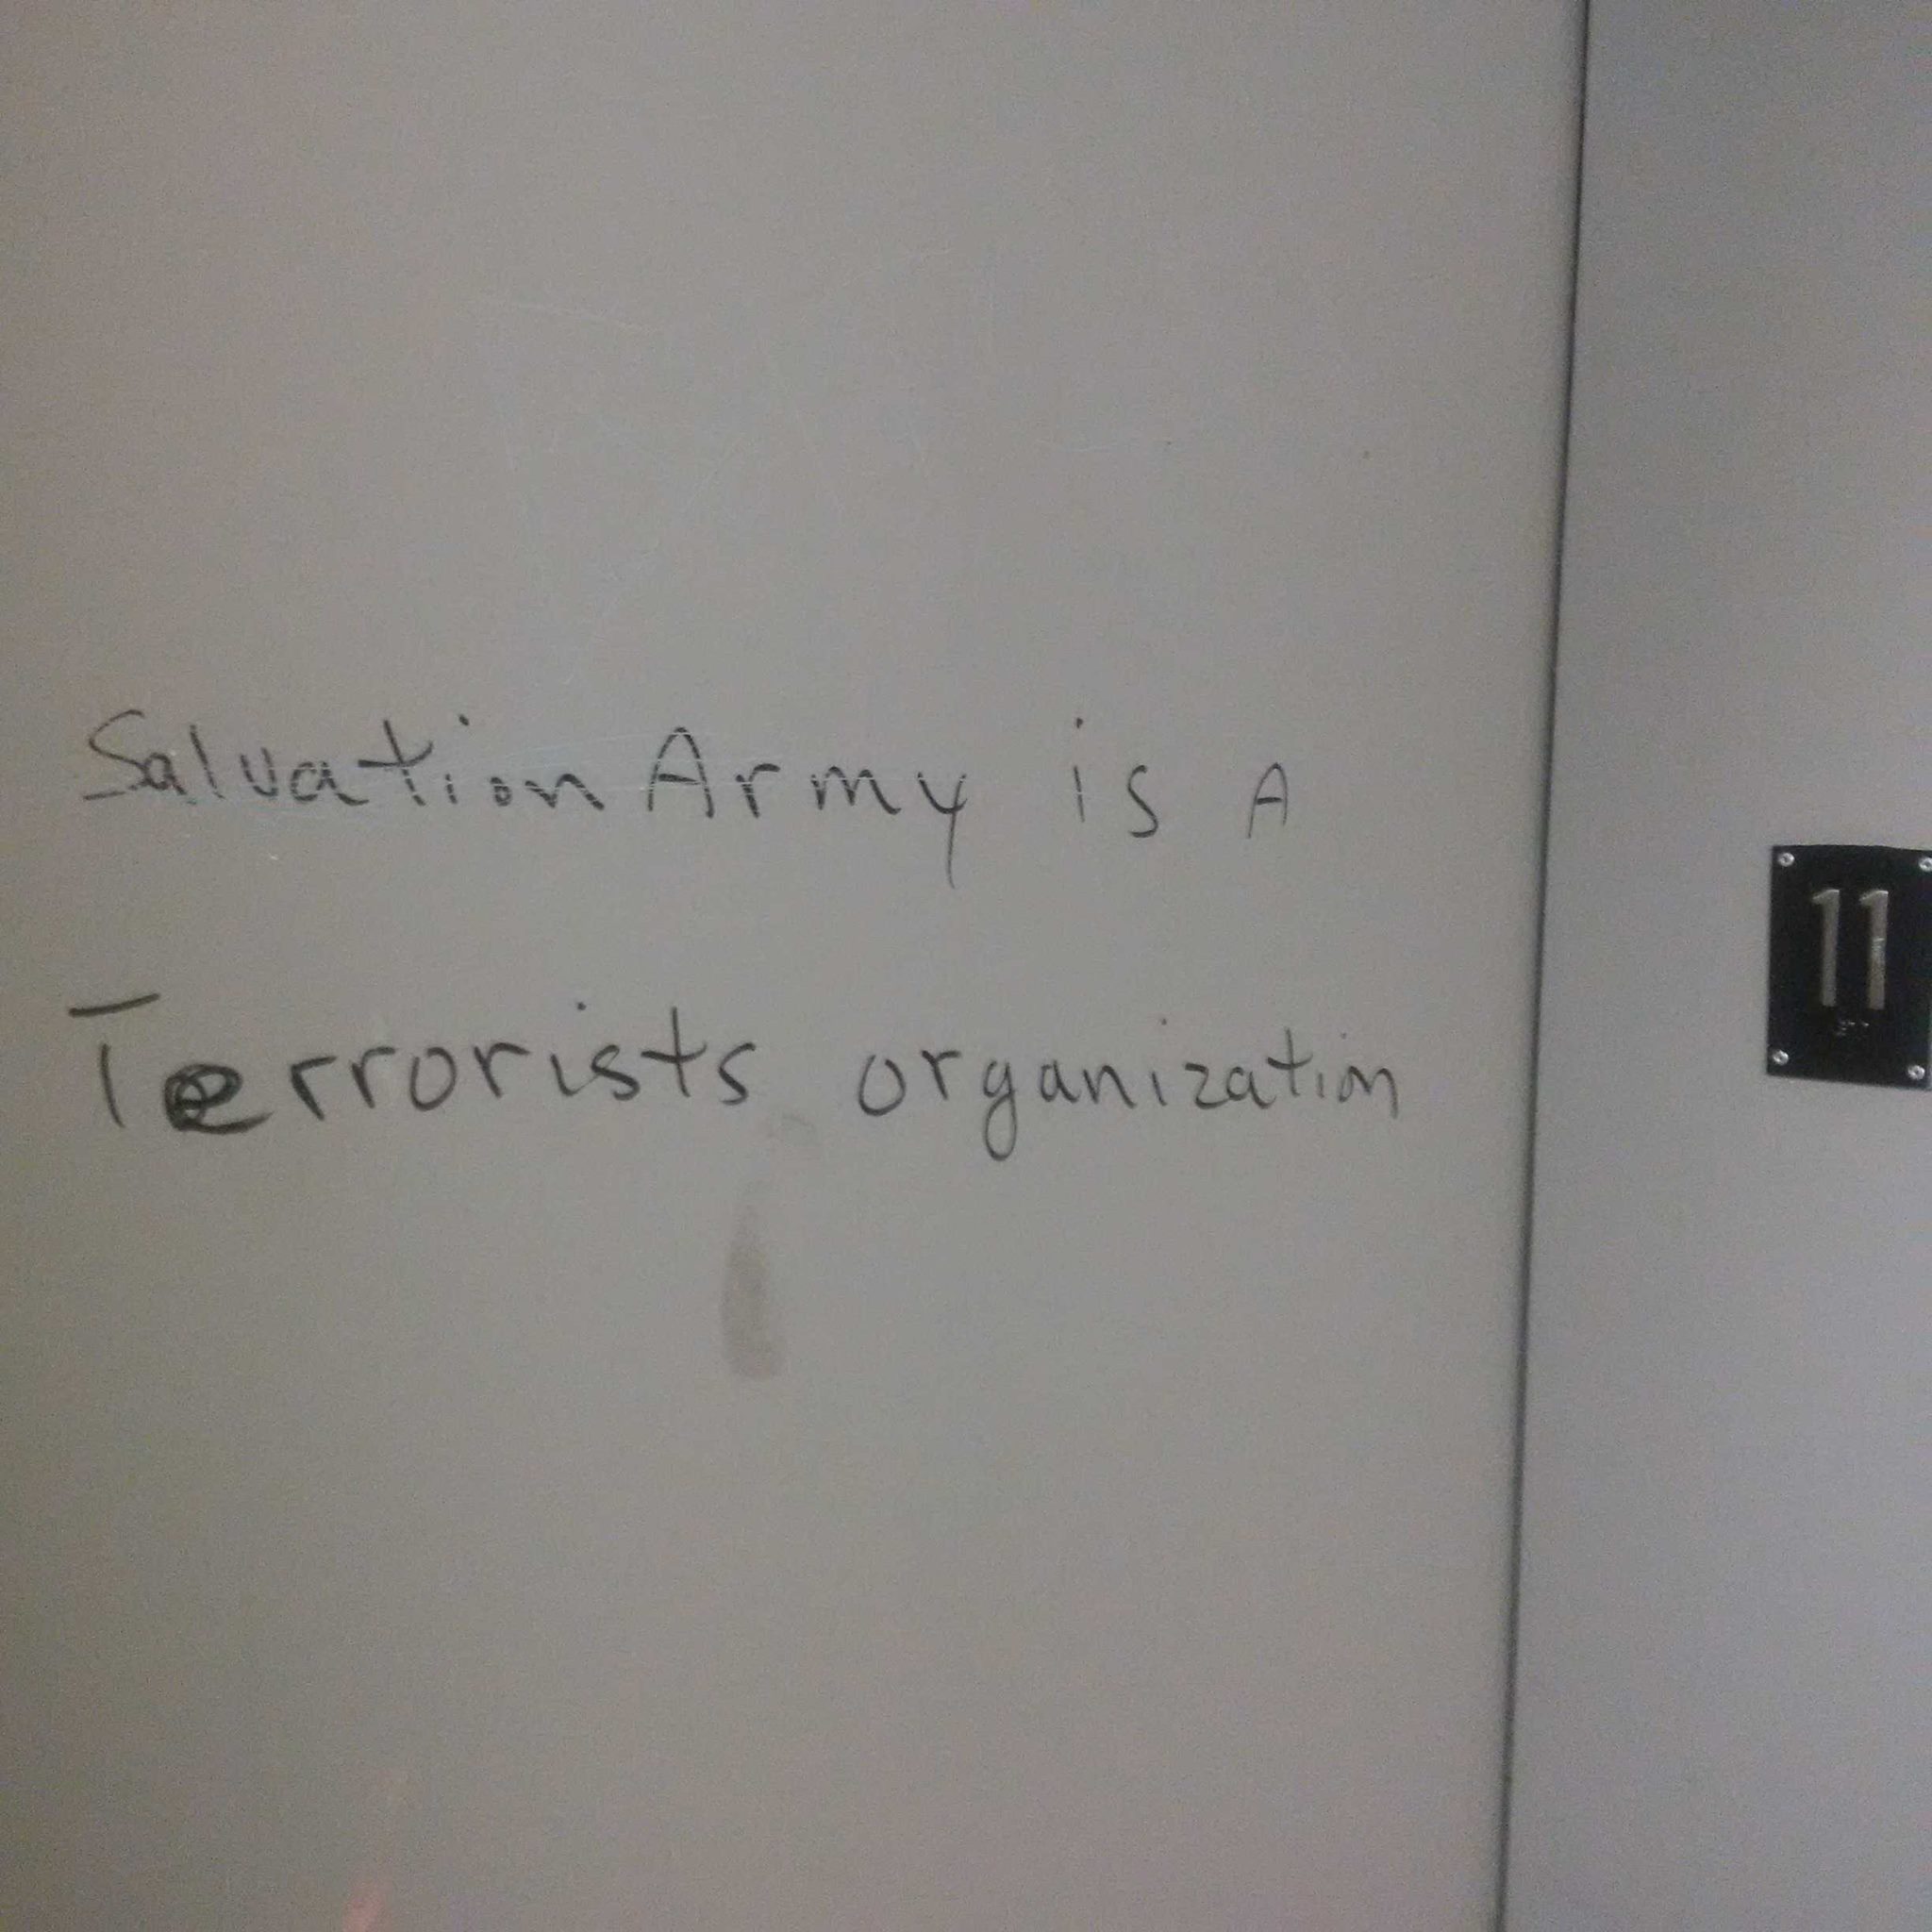 Salvation Army is A
Terrorists organization
11